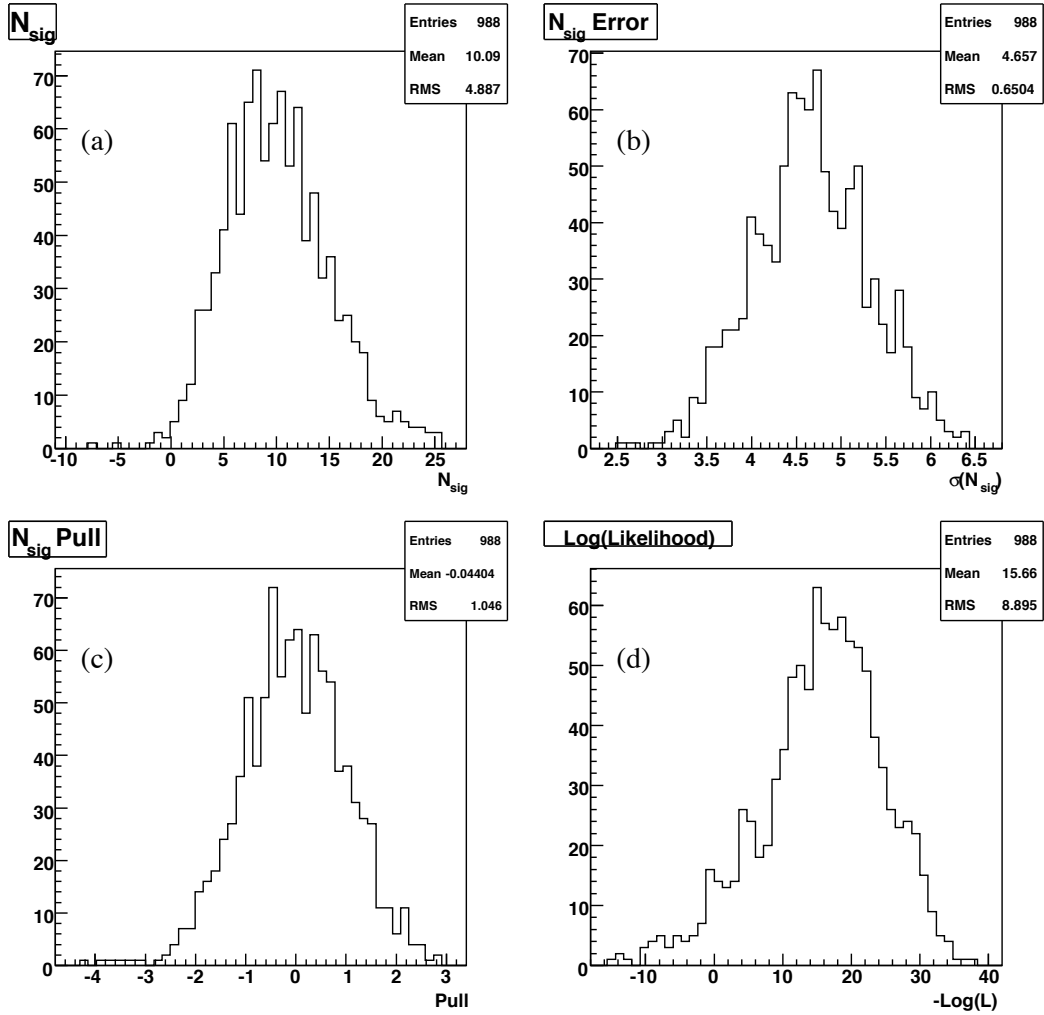 N_sig
Entries 988
Mean 10.09
RMS 4.887
(a)
70
60
50
40
30
20
10
0
-10 -5 0 5 10 15 20 25
N_sig
N_sig Error
Entries 988
Mean 4.657
RMS 0.6504
(b)
70
60
50
40
30
20
10
0
2.5 3 3.5 4 4.5 5 5.5 6 6.5
σ(N_sig)
N_sig Pull
Entries 988
Mean -0.04404
RMS 1.046
(c)
70
60
50
40
30
20
10
0
-4 -3 -2 -1 0 1 2 3
Pull
Log(Likelihood)
Entries 988
Mean 15.66
RMS 8.895
(d)
60
50
40
30
20
10
0
-10 0 10 20 30 40
-Log(L)